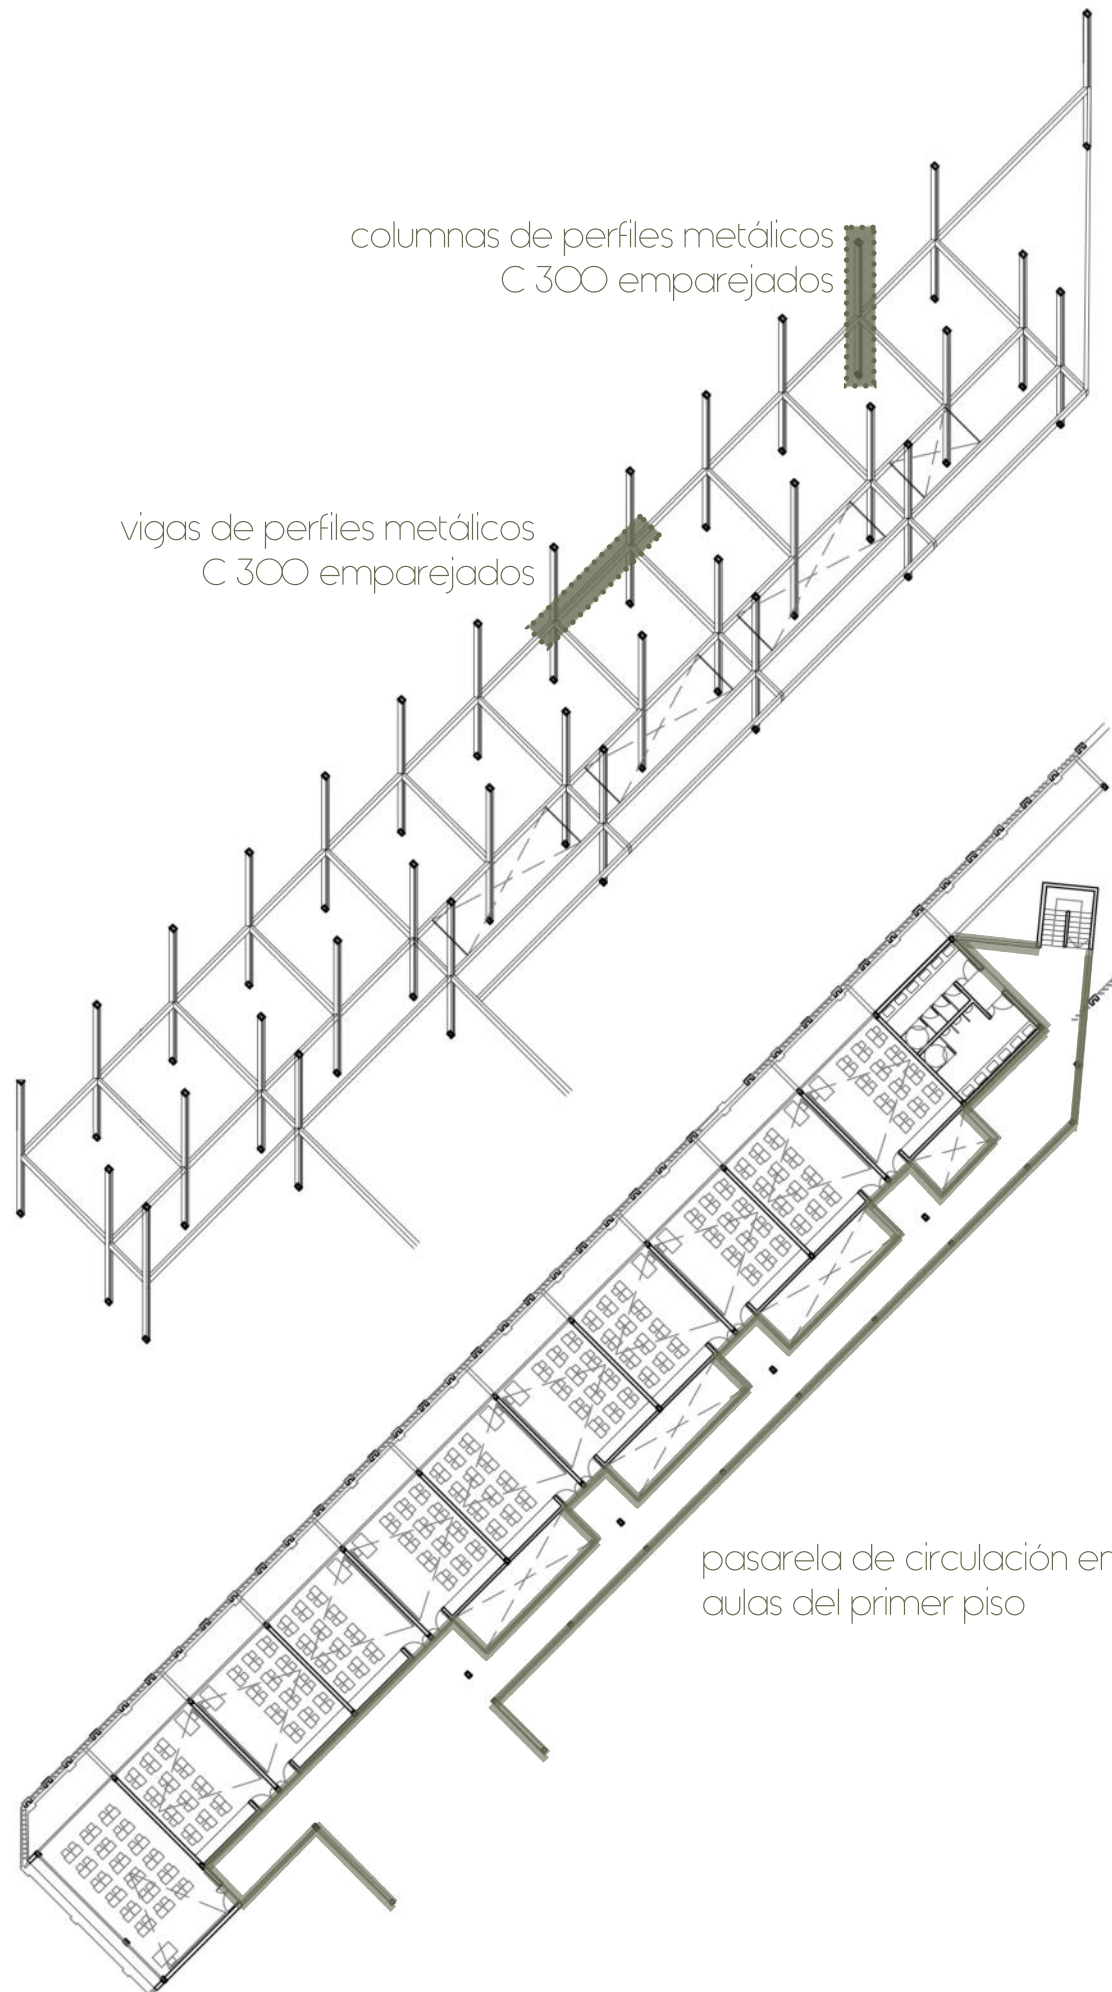 columnas de perfiles metálicos
C 300 emparejados
vigas de perfiles metálicos
C 300 emparejados
pasarela de circulación en
aulas del primer piso